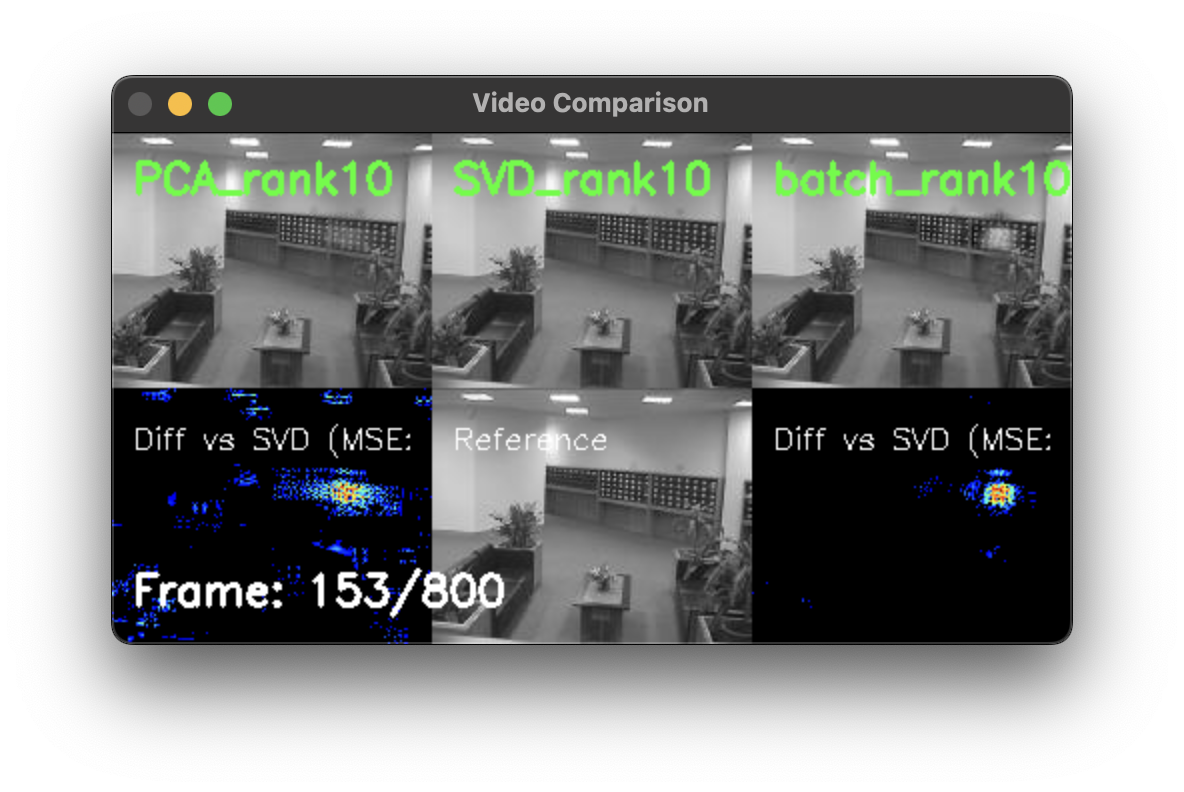 Video Comparison
PCA_rank10
SVD_rank10
batch_rank10
Diff vs SVD (MSE:
Reference
Diff vs SVD (MSE:
Frame: 153/800